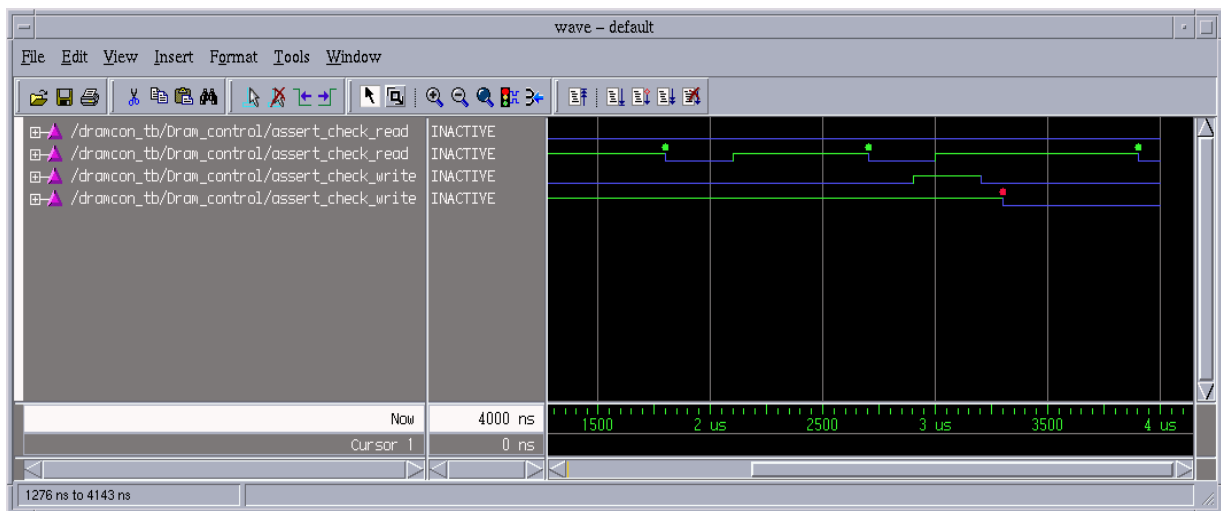 wave – default
File Edit View Insert Format Tools Window
/dramcon_tb/Dram_control/assert_check_read INACTIVE
/dramcon_tb/Dram_control/assert_check_read INACTIVE
/dramcon_tb/Dram_control/assert_check_write INACTIVE
/dramcon_tb/Dram_control/assert_check_write INACTIVE
Now 4000 ns 1500 2 us 2500 3 us 3500 4 us
Cursor 1 0 ns
1276 ns to 4143 ns